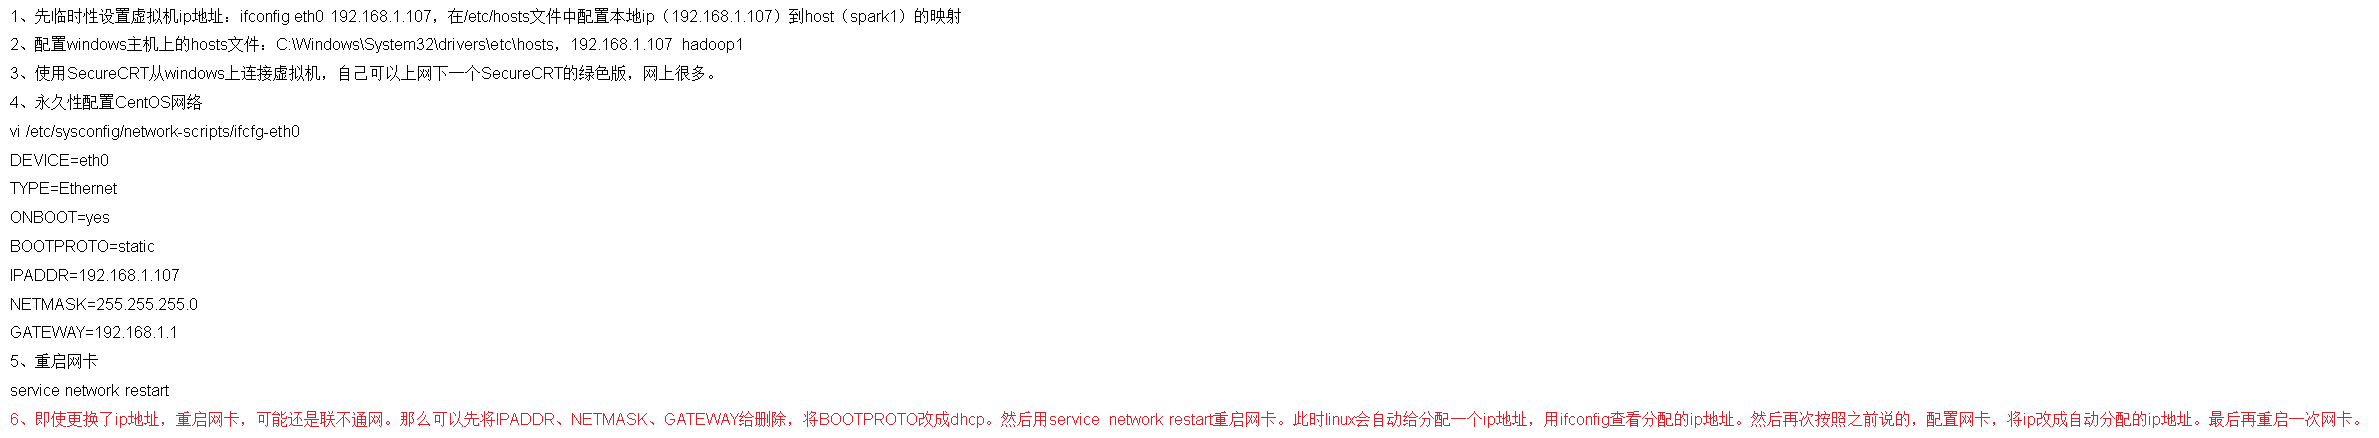 1、先临时性设置虚拟机ip地址：ifconfig eth0 192.168.1.107，在/etc/hosts文件中配置本地ip（192.168.1.107）到host（spark1）的映射
2、配置windows主机上的hosts文件：C:\Windows\System32\drivers\etc\hosts，192.168.1.107 hadoop1
3、使用SecureCRT从windows上连接虚拟机，自己可以上网下一个SecureCRT的绿色版，网上很多。
4、永久性配置CentOS网络
vi /etc/sysconfig/network-scripts/ifcfg-eth0
DEVICE=eth0
TYPE=Ethernet
ONBOOT=yes
BOOTPROTO=static
IPADDR=192.168.1.107
NETMASK=255.255.255.0
GATEWAY=192.168.1.1
5、重启网卡
service network restart
6、即使更换了ip地址，重启网卡，可能还是联不通网。那么可以先将IPADDR、NETMASK、GATEWAY给删除，将BOOTPROTO改成dhcp。然后用service network restart重启网卡。此时linux会自动给分配一个ip地址，用ifconfig查看分配的ip地址。然后再次按照之前说的，配置网卡，将ip改成自动分配的ip地址。最后再重启一次网卡。